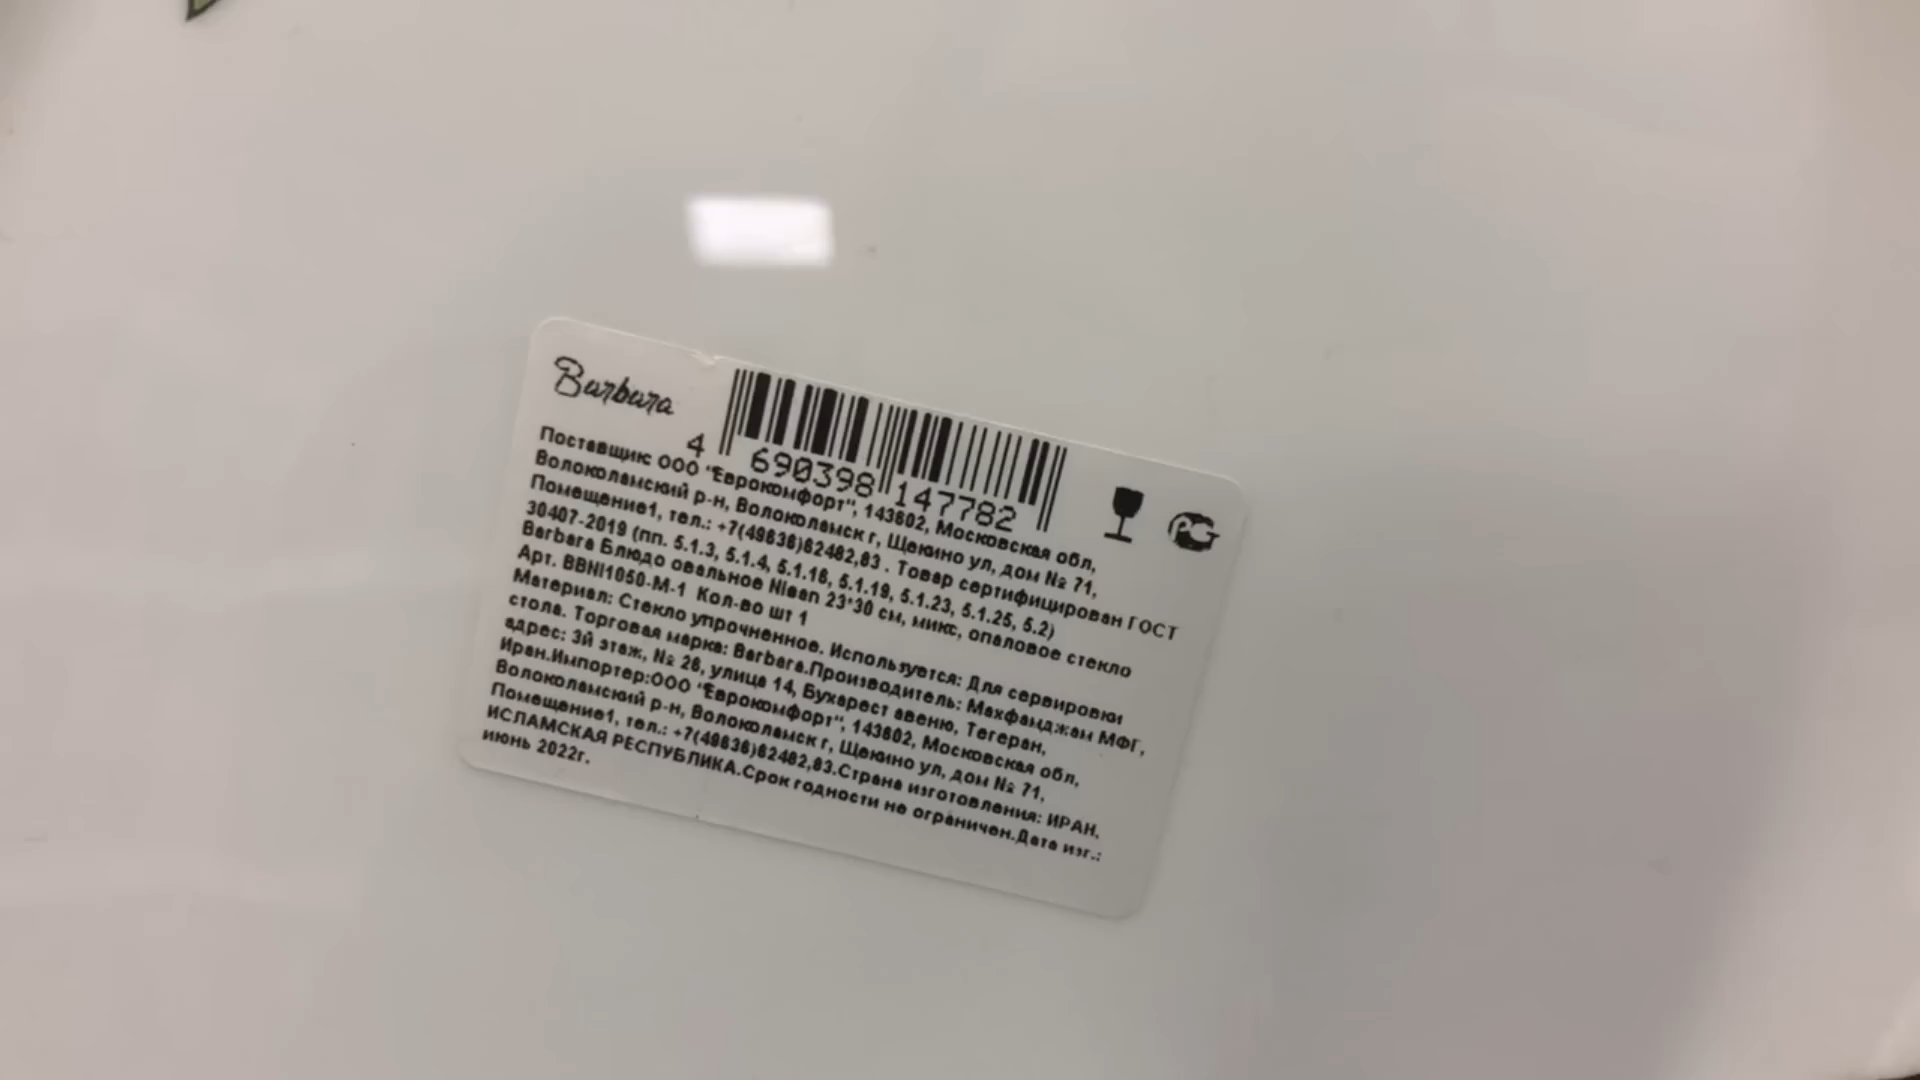 Barbara
4 690398 147782
Поставщик: ООО "Еврокомфорт", 143602, Московская обл,
Волоколамский р-н, Волоколамск г, Щекино ул, дом № 71,
Помещение1, тел.: +7(49636)62462,63 . Товар сертифицирован ГОСТ
30407-2019 (пп. 5.1.3, 5.1.4, 5.1.18, 5.1.19, 5.1.23, 5.1.25, 5.2)
Barbara Блюдо овальное Nisan 23*30 см, микс, опаловое стекло
Арт. BBNI1050-M-1 Кол-во шт 1
Материал: Стекло упрочненное. Используется: Для сервировки
стола. Торговая марка: Barbara.Производитель: Махфамджам МФГ,
адрес: 3й этаж, № 26, улица 14, Бухарест авеню, Тегеран,
Иран.Импортер:ООО "Еврокомфорт", 143602, Московская обл,
Волоколамский р-н, Волоколамск г, Щекино ул, дом № 71,
Помещение1, тел.: +7(49636)62462,63.Страна изготовления: ИРАН,
ИСЛАМСКАЯ РЕСПУБЛИКА.Срок годности не ограничен.Дата изг.:
июнь 2022г.